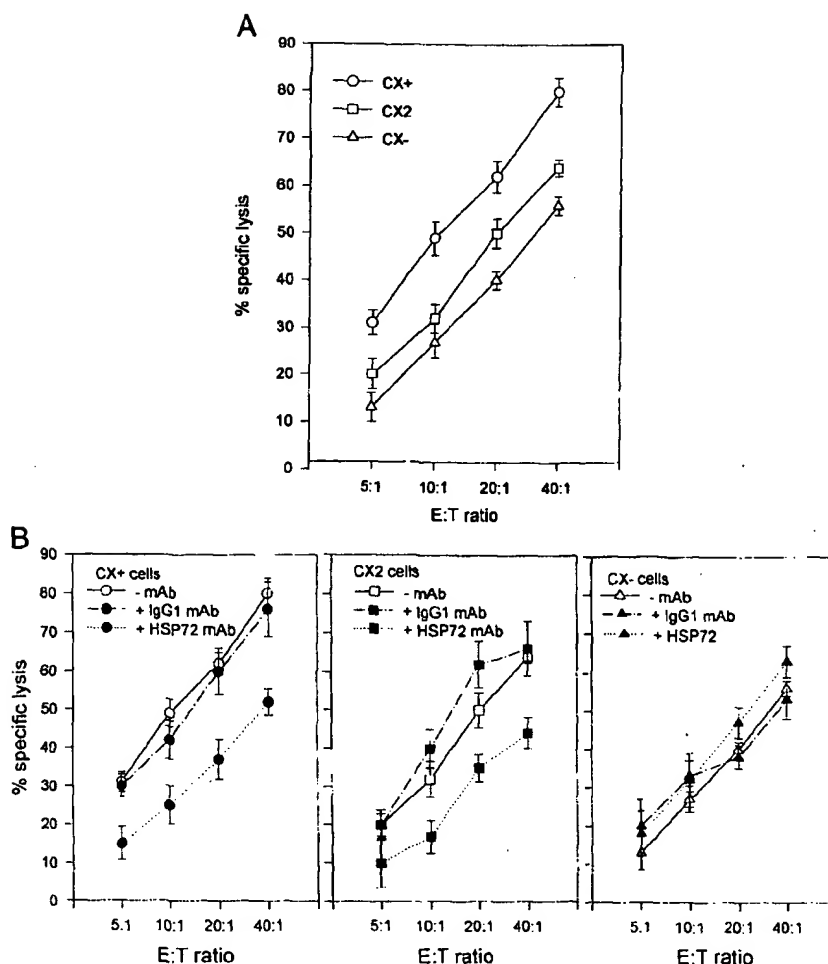 A
90
80
70
60
50
40
30
20
10
0
% specific lysis
CX+
CX2
CX-
5:1
10:1
20:1
40:1
E:T ratio
B
90
80
70
60
50
40
30
20
10
0
% specific lysis
CX+ cells
- mAb
+ IgG1 mAb
+ HSP72 mAb
5:1
10:1
20:1
40:1
E:T ratio
CX2 cells
- mAb
+ IgG1 mAb
+ HSP72 mAb
5:1
10:1
20:1
40:1
E:T ratio
CX- cells
- mAb
+ IgG1 mAb
+ HSP72
5:1
10:1
20:1
40:1
E:T ratio